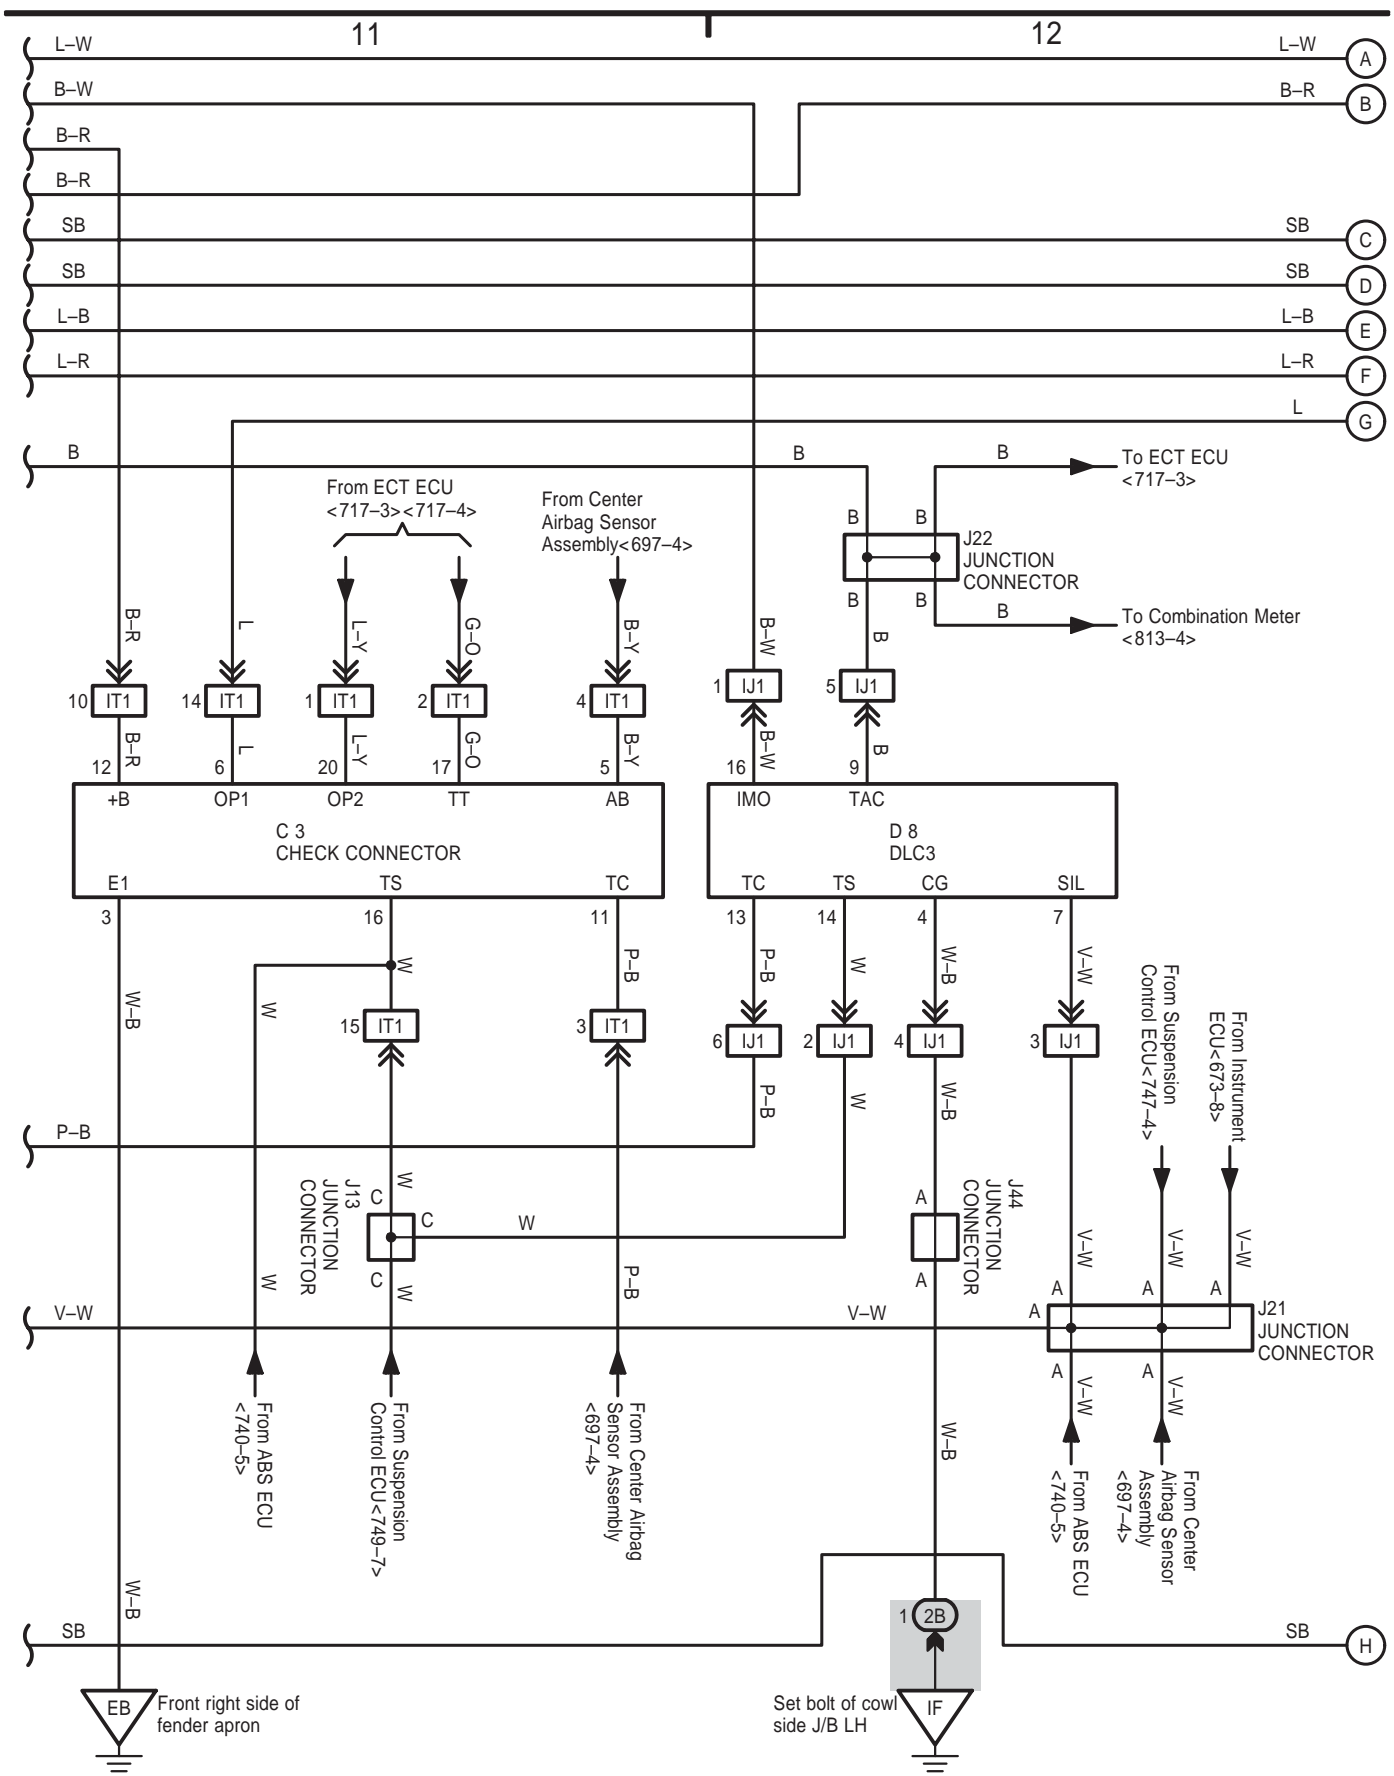 11 12
L–W L–W A
B–W B–R B
B–R
B–R
SB SB C
SB SB D
L–B L–B E
L–R L–R F
L G
B B B To ECT ECU
<717–3>
From ECT ECU
<717–3><717–4>
From Center
Airbag Sensor
Assembly<697–4>
B B
J22
JUNCTION
CONNECTOR
B B B To Combination Meter
<813–4>
B–R L L–Y G–O B–Y B–W B
10 IT1 14 IT1 1 IT1 2 IT1 4 IT1 1 IJ1 5 IJ1
B–R L L–Y G–O B–Y B–W B
12 6 20 17 5 16 9
+B OP1 OP2 TT AB IMO TAC
C 3
CHECK CONNECTOR
D 8
DLC3
E1 TS TC TC TS CG SIL
3 16 11 13 14 4 7
W P–B P–B W W–B V–W
W–B W
15 IT1 3 IT1 6 IJ1 2 IJ1 4 IJ1 3 IJ1
From Suspension
Control ECU<747–4>
From Instrument
ECU<673–8>
P–B W W–B
P–B
W
J13
JUNCTION
CONNECTOR
C C W
C
J44
JUNCTION
CONNECTOR
A
A
W W P–B V–W V–W V–W
V–W V–W A A A A
J21
JUNCTION
CONNECTOR
A V–W A V–W
From ABS ECU
<740–5>
From Suspension
Control ECU<749–7>
From Center Airbag
Sensor Assembly
<697–4>
W–B
From ABS ECU
<740–5>
From Center
Airbag Sensor
Assembly
<697–4>
W–B
1 2B
SB SB H
EB Front right side of
fender apron
Set bolt of cowl
side J/B LH
IF